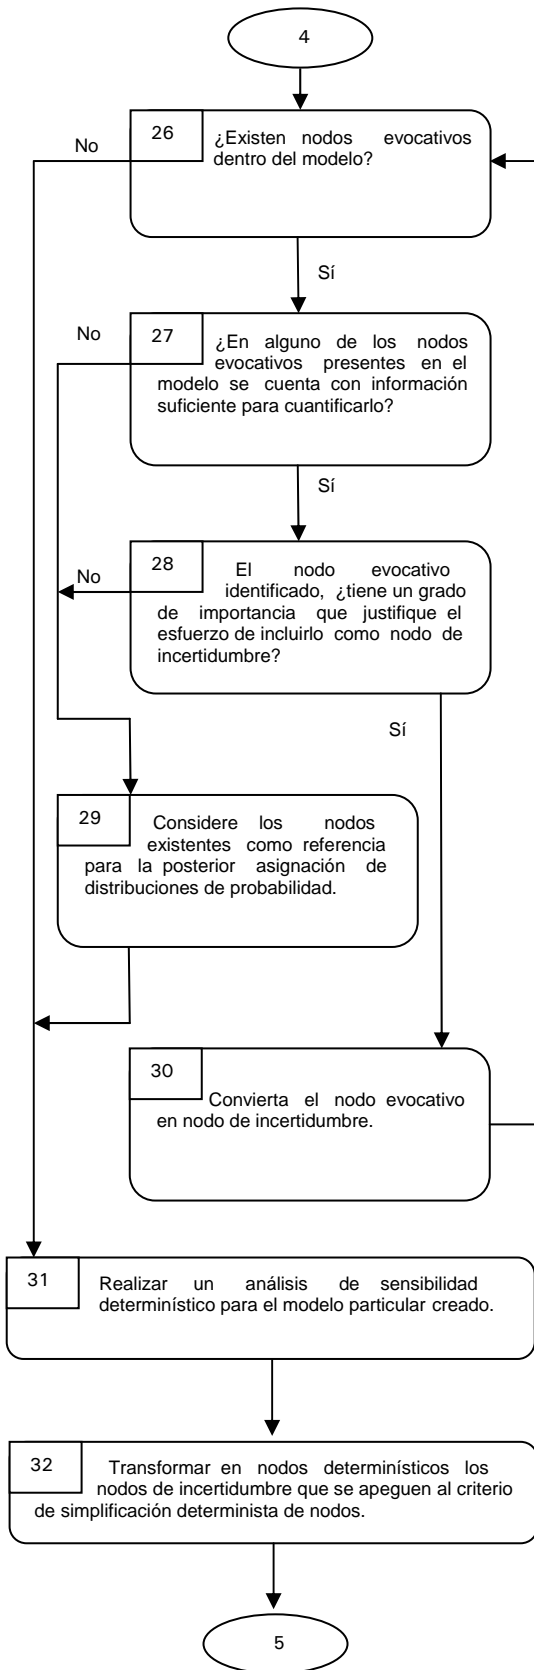 4
26
¿Existen nodos evocativos
dentro del modelo?
No
Sí
27
¿En alguno de los nodos
evocativos presentes en el
modelo se cuenta con información
suficiente para cuantificarlo?
No
Sí
28
El nodo evocativo
identificado, ¿tiene un grado
de importancia que justifique el
esfuerzo de incluirlo como nodo de
incertidumbre?
No
Sí
29
Considere los nodos
existentes como referencia
para la posterior asignación de
distribuciones de probabilidad.
30
Convierta el nodo evocativo
en nodo de incertidumbre.
31
Realizar un análisis de sensibilidad
determinístico para el modelo particular creado.
32
Transformar en nodos determinísticos los
nodos de incertidumbre que se apeguen al criterio
de simplificación determinista de nodos.
5